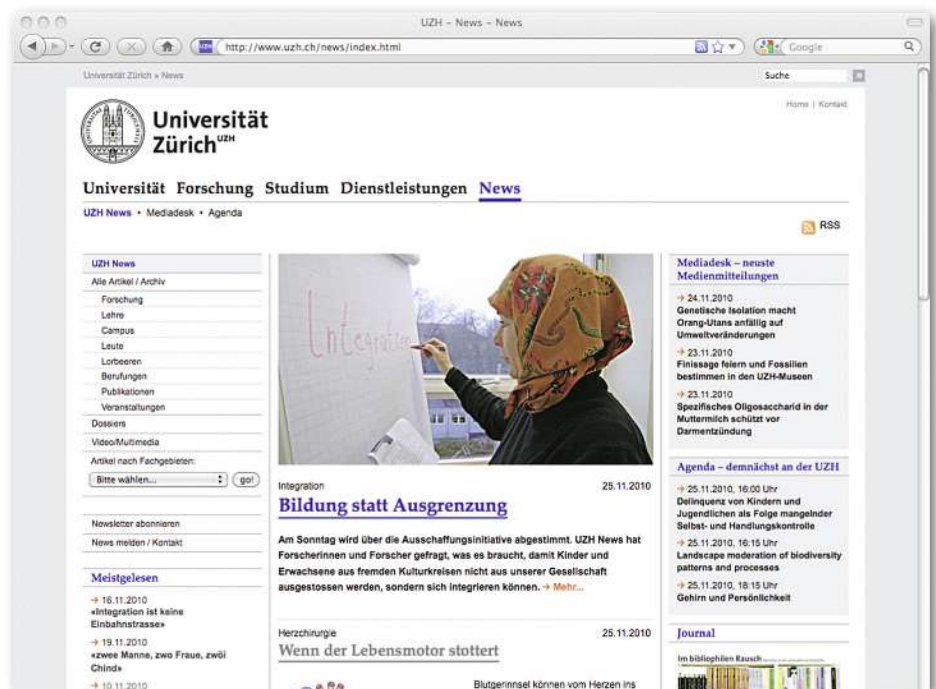 UZH – News – News
http://www.uzh.ch/news/index.html
Google
Universität Zürich » News
Suche
Home | Kontakt
Universität
Zürich UZH
Universität Forschung Studium Dienstleistungen News
UZH News • Mediadesk • Agenda
RSS
UZH News
Alle Artikel / Archiv
Forschung
Lehre
Campus
Leute
Lorbeeren
Berufungen
Publikationen
Veranstaltungen
Dossiers
Video/Multimedia
Artikel nach Fachgebieten:
Bitte wählen... go!
Newsletter abonnieren
News melden / Kontakt
Meistgelesen
→ 16.11.2010
«Integration ist keine
Einbahnstrasse»
→ 19.11.2010
«zwee Manne, zwo Fraue, zwöi
Chind»
→ 10.11.2010
Integration
Integration 25.11.2010
Bildung statt Ausgrenzung
Am Sonntag wird über die Ausschaffungsinitiative abgestimmt. UZH News hat
Forscherinnen und Forscher gefragt, was es braucht, damit Kinder und
Erwachsene aus fremden Kulturkreisen nicht aus unserer Gesellschaft
ausgestossen werden, sondern sich integrieren können. → Mehr...
Herzchirurgie 25.11.2010
Wenn der Lebensmotor stottert
Blutgerinnsel können vom Herzen ins
Mediadesk – neuste
Medienmitteilungen
→ 24.11.2010
Genetische Isolation macht
Orang-Utans anfällig auf
Umweltveränderungen
→ 23.11.2010
Finissage feiern und Fossilien
bestimmen in den UZH-Museen
→ 23.11.2010
Spezifisches Oligosaccharid in der
Muttermilch schützt vor
Darmentzündung
Agenda – demnächst an der UZH
→ 25.11.2010, 16:00 Uhr
Delinquenz von Kindern und
Jugendlichen als Folge mangelnder
Selbst- und Handlungskontrolle
→ 25.11.2010, 16:15 Uhr
Landscape moderation of biodiversity
patterns and processes
→ 25.11.2010, 18:15 Uhr
Gehirn und Persönlichkeit
Journal
Im bibliophilen Rausch